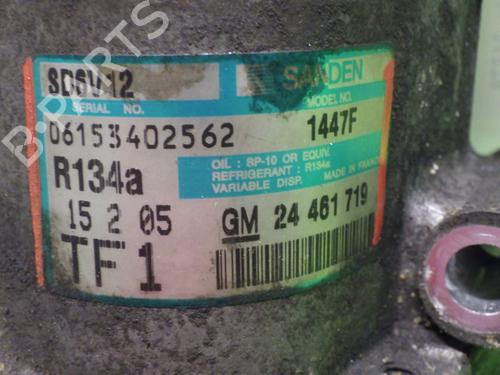 SD6V12
SANDEN
SERIAL NO.
MODEL NO.
06153402562
1447F
R134a
OIL : SP-10 OR EQUIV.
REFRIGERANT : R134a
VARIABLE DISP. MADE IN FRANCE
15 2 05
GM 24 461 719
TF1
B-PARTS